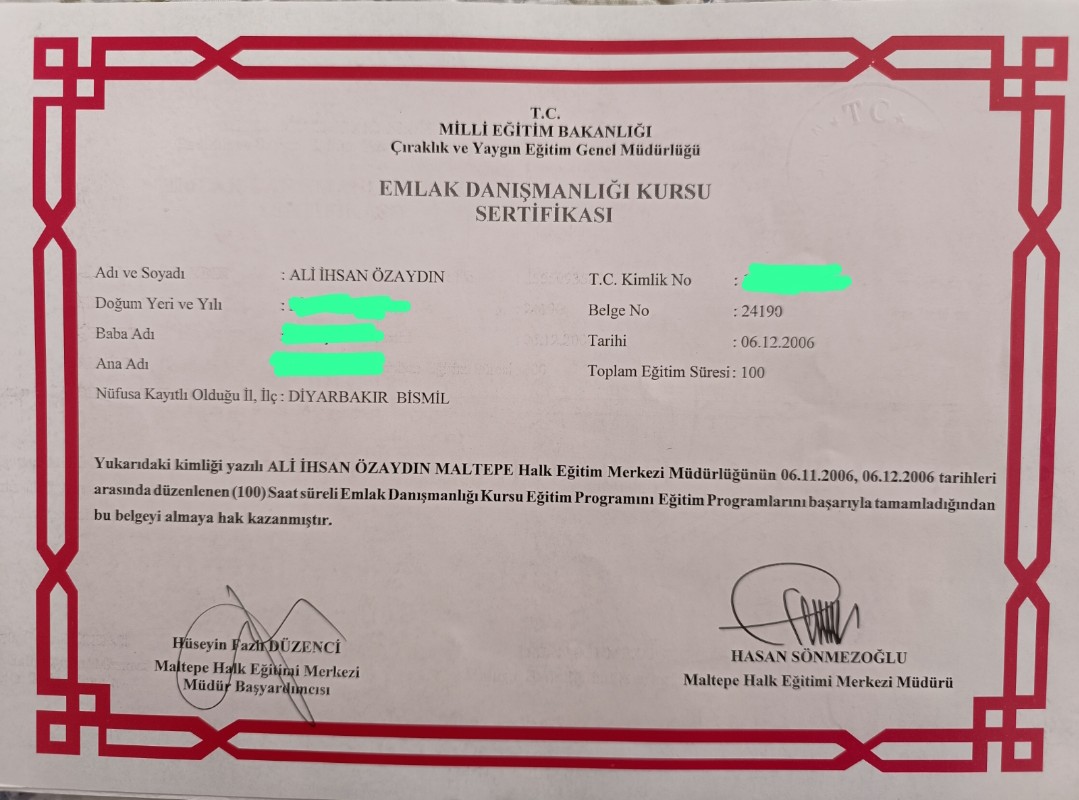 T.C.
MİLLİ EĞİTİM BAKANLIĞI
Çıraklık ve Yaygın Eğitim Genel Müdürlüğü
EMLAK DANIŞMANLIĞI KURSU
SERTİFİKASI
Adı ve Soyadı : ALİ İHSAN ÖZAYDIN
Doğum Yeri ve Yılı :
Baba Adı
Ana Adı
Nüfusa Kayıtlı Olduğu İl, İlç : DİYARBAKIR BİSMİL
T.C. Kimlik No :
Belge No : 24190
Tarihi : 06.12.2006
Toplam Eğitim Süresi : 100
Yukarıdaki kimliği yazılı ALİ İHSAN ÖZAYDIN MALTEPE Halk Eğitim Merkezi Müdürlüğünün 06.11.2006, 06.12.2006 tarihleri
arasında düzenlenen (100) Saat süreli Emlak Danışmanlığı Kursu Eğitim Programını Eğitim Programlarını başarıyla tamamladığından
bu belgeyi almaya hak kazanmıştır.
Hüseyin Fazlı DÜZENCİ
Maltepe Halk Eğitimi Merkezi
Müdür Başyardımcısı
HASAN SÖNMEZOĞLU
Maltepe Halk Eğitimi Merkezi Müdürü